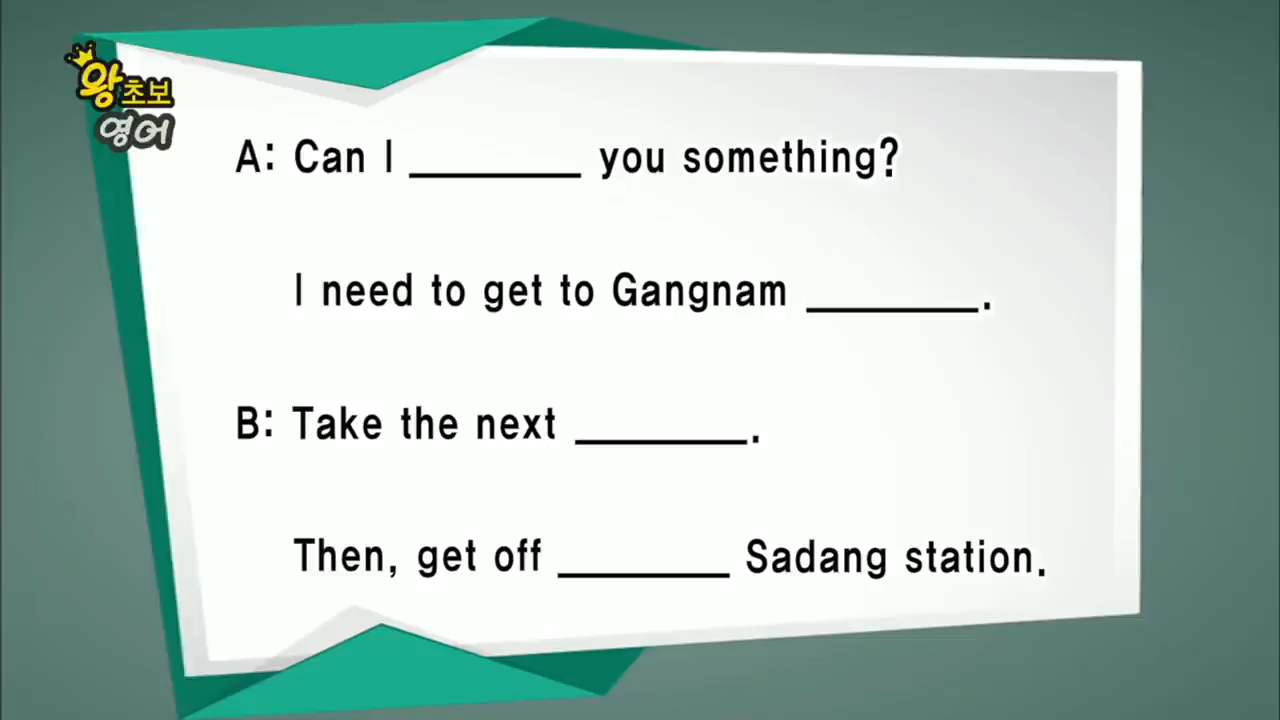 왕초보
영어
A: Can I ________ you something?
I need to get to Gangnam ________.
B: Take the next ________.
Then, get off ________ Sadang station.